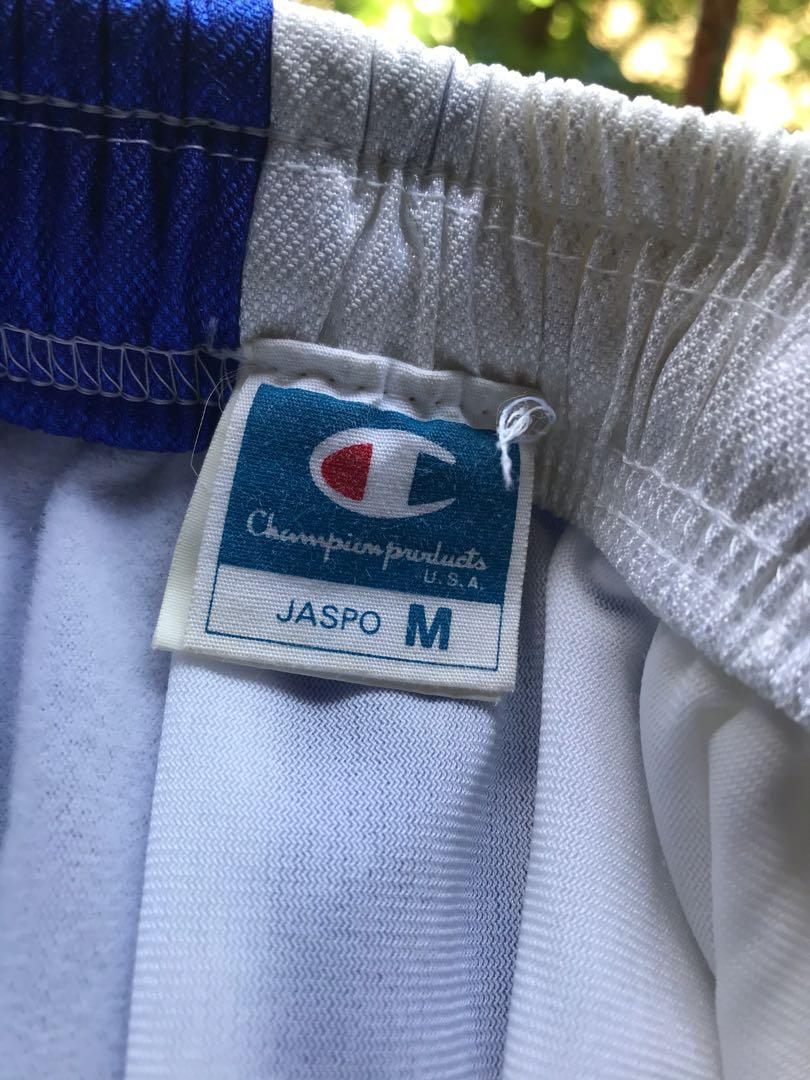 Champion products
U.S.A.
JASPO M